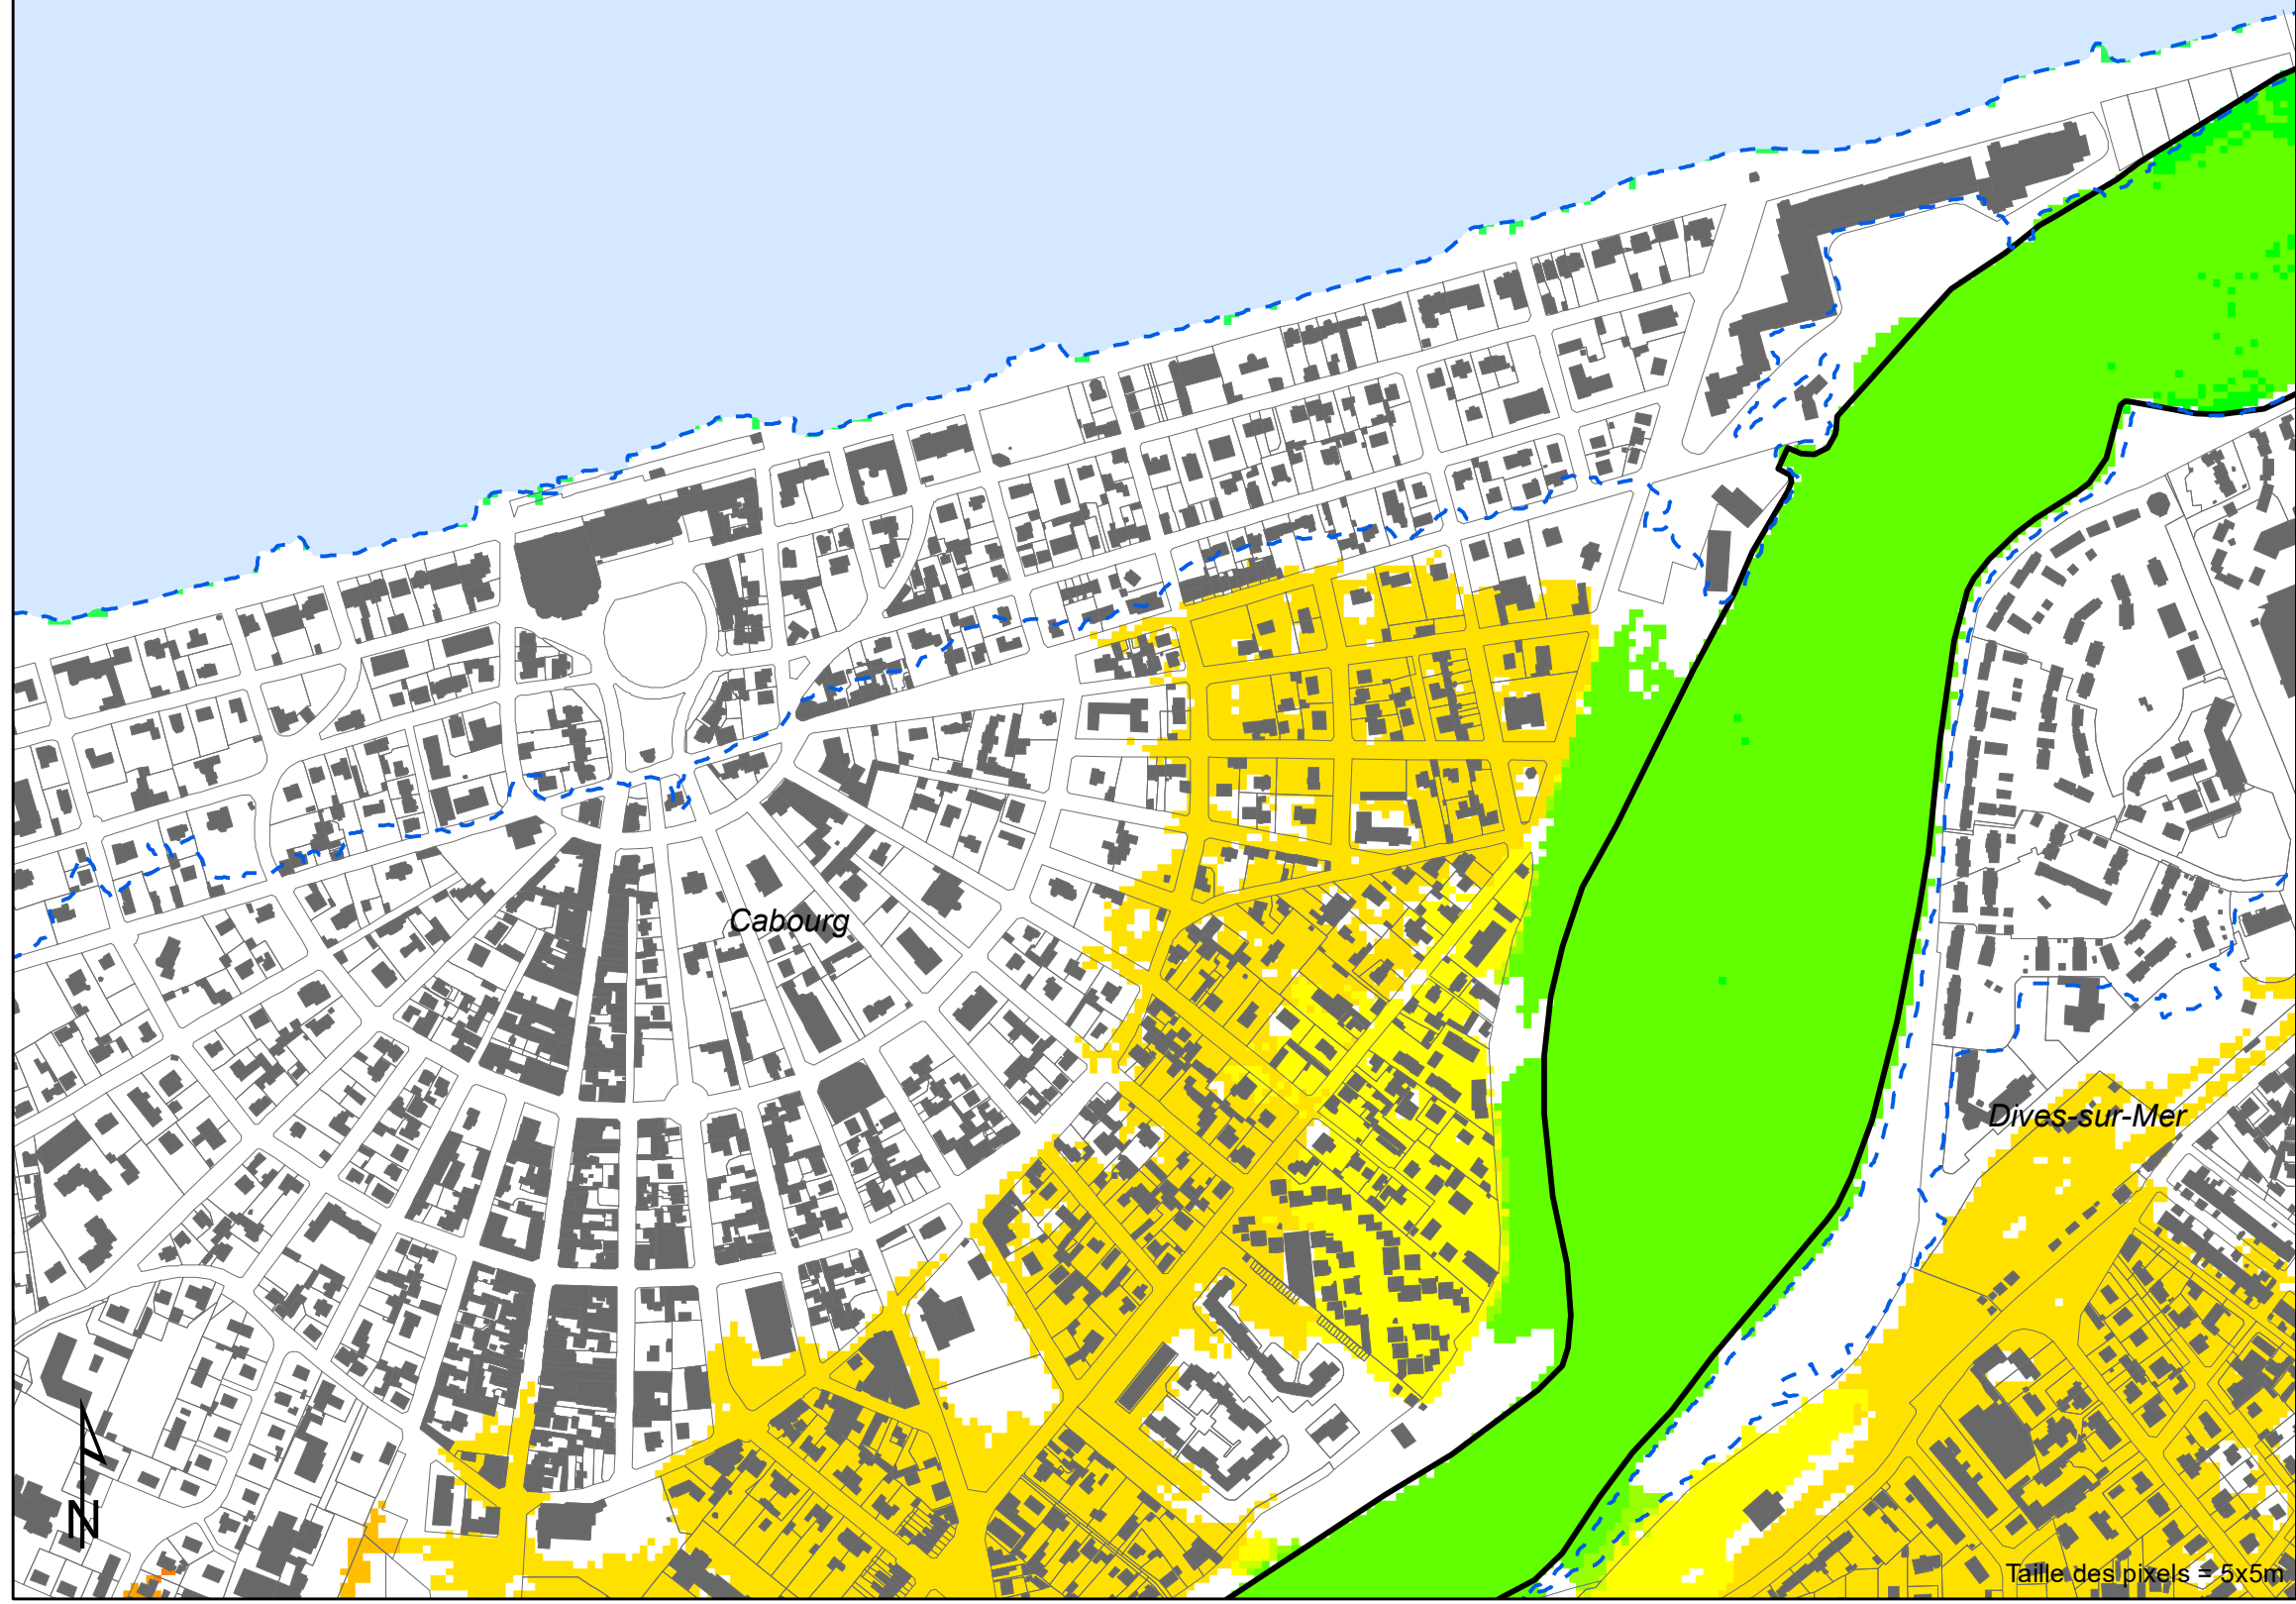 Cabourg
Dives-sur-Mer
N
Taille des pixels = 5x5m